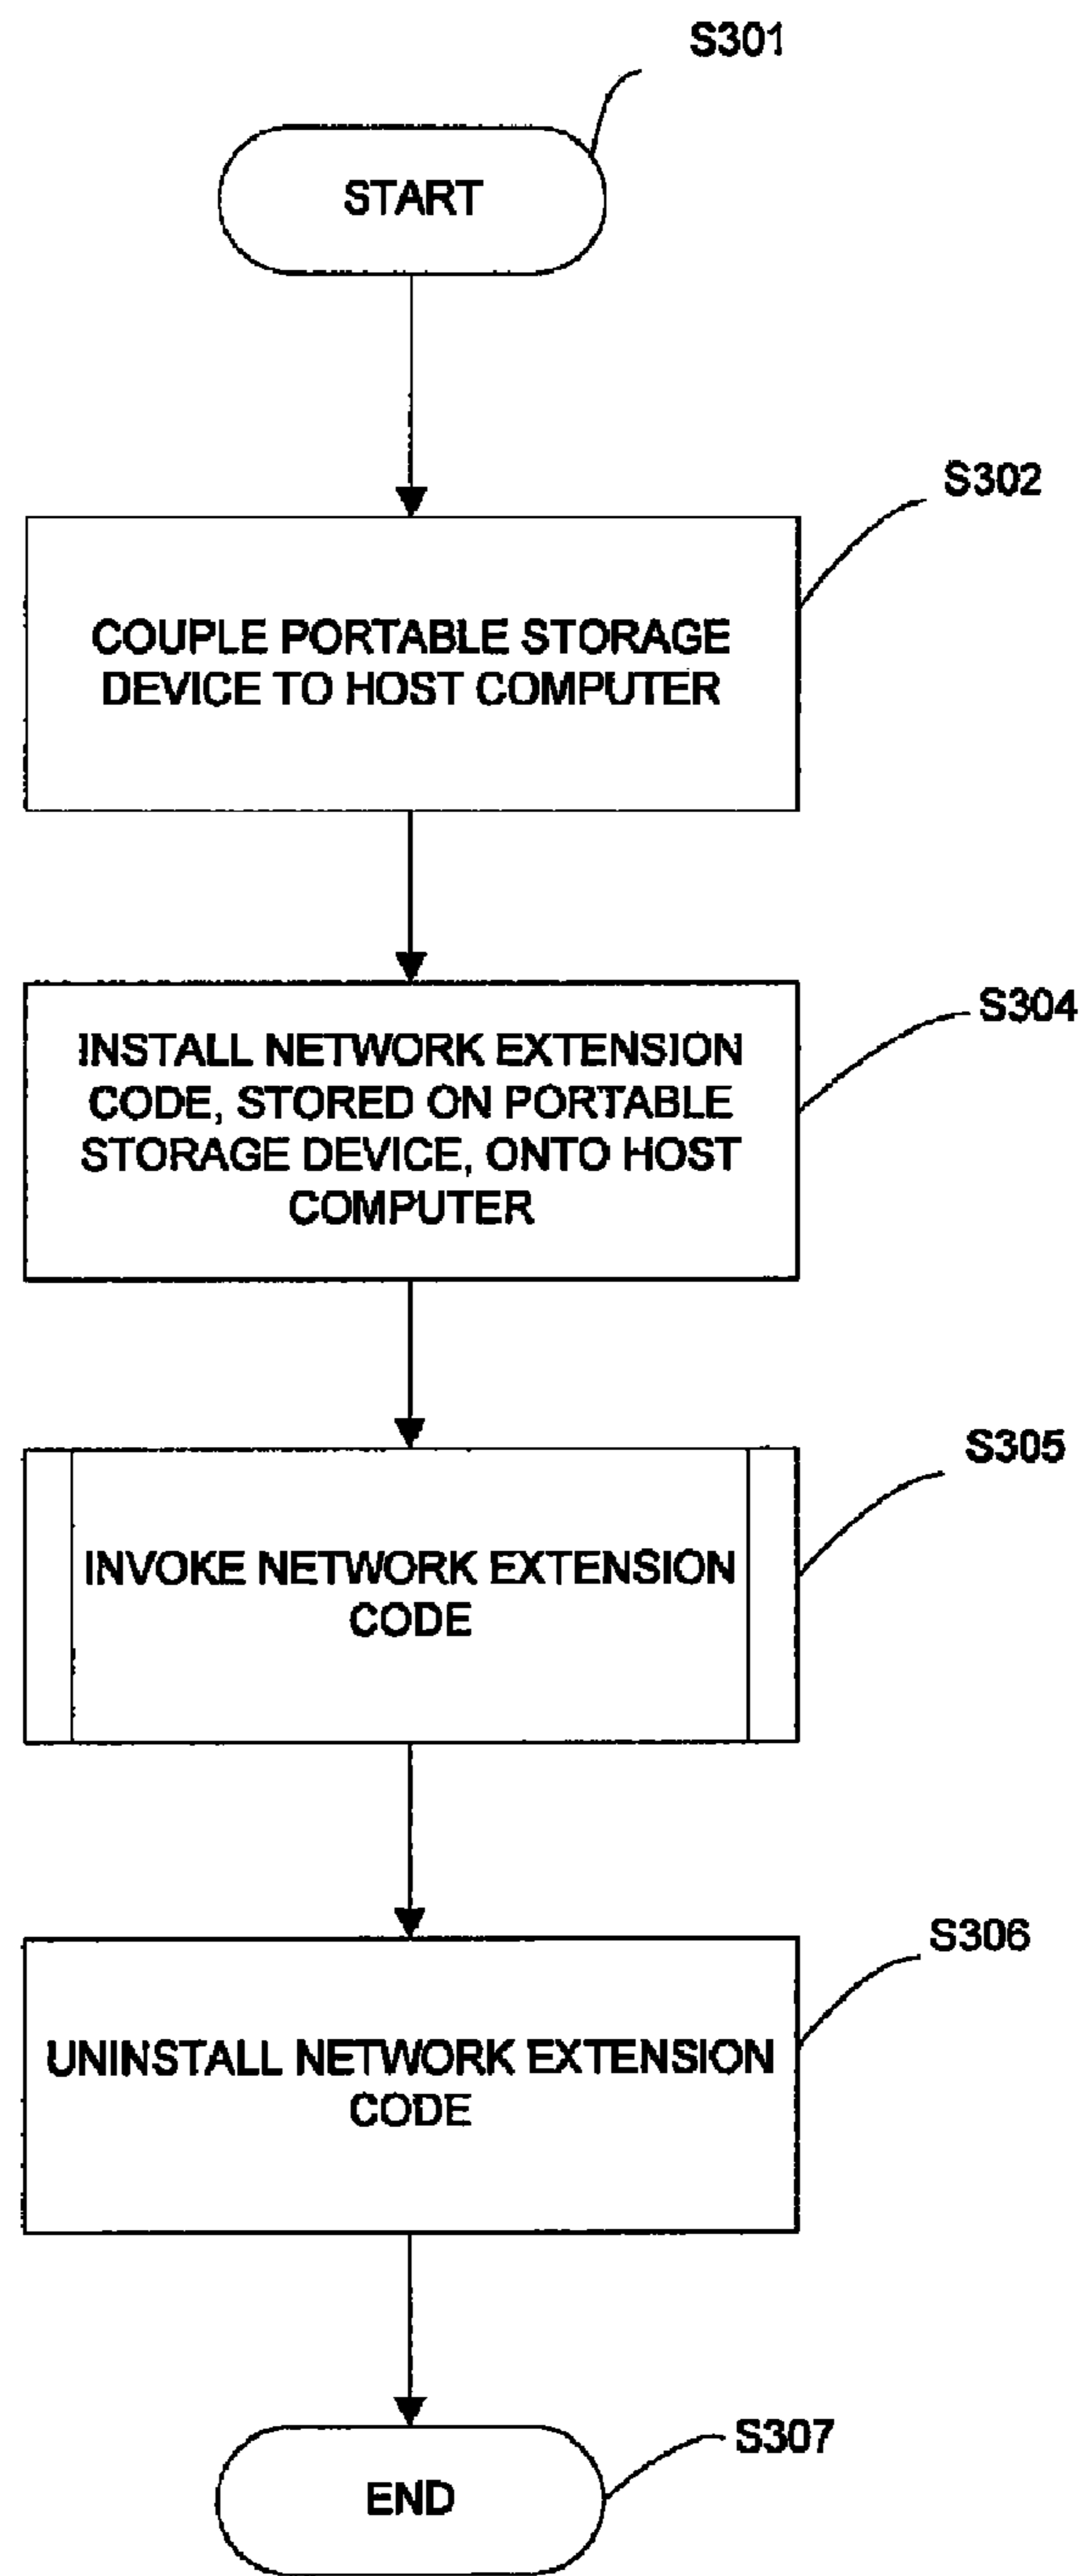 S301
START
S302
COUPLE PORTABLE STORAGE
DEVICE TO HOST COMPUTER
S304
INSTALL NETWORK EXTENSION
CODE, STORED ON PORTABLE
STORAGE DEVICE, ONTO HOST
COMPUTER
S305
INVOKE NETWORK EXTENSION
CODE
S306
UNINSTALL NETWORK EXTENSION
CODE
S307
END